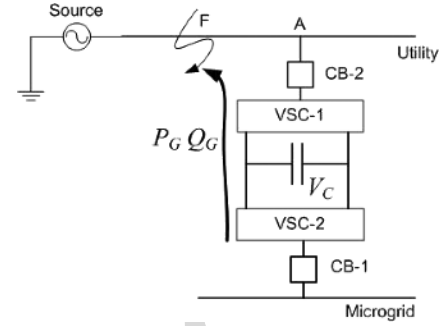 Source
F
A
Utility
CB-2
VSC-1
P_G Q_G
V_C
VSC-2
CB-1
Microgrid